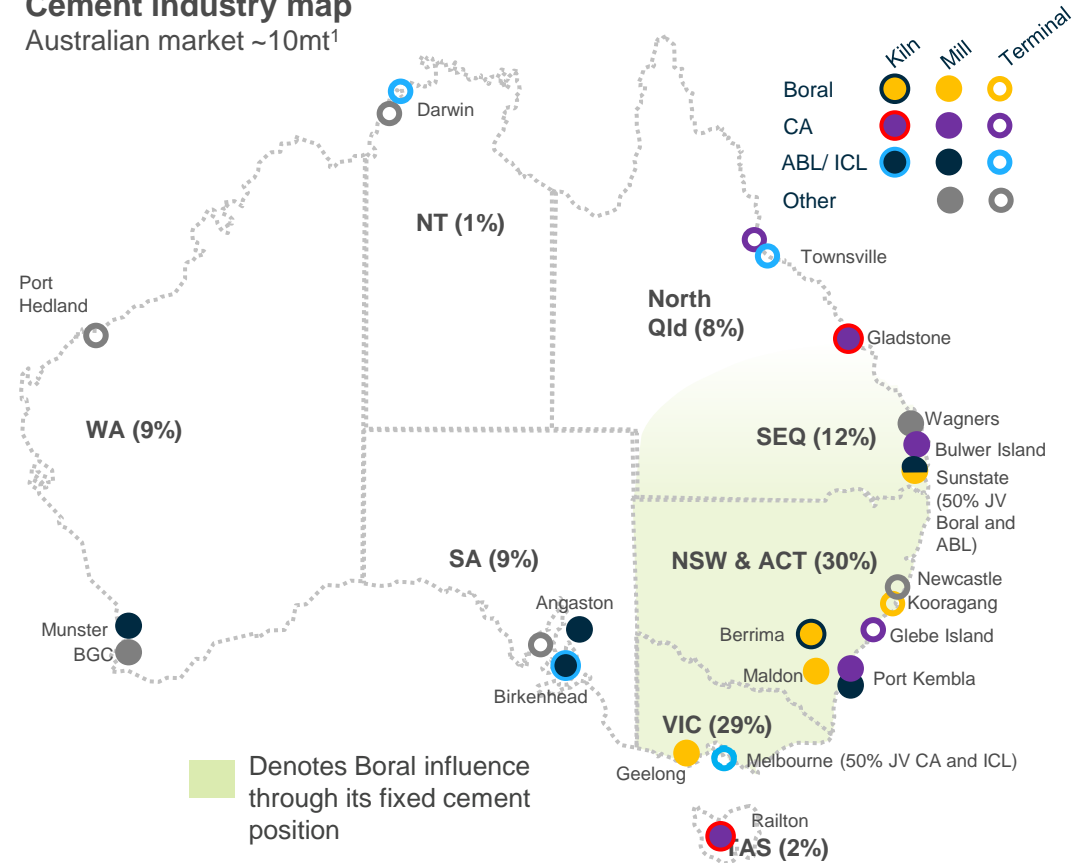 Cement industry map
Australian market ~10mt¹
Kiln
Mill
Terminal
Boral
CA
ABL/ ICL
Other
Darwin
NT (1%)
Townsville
Port
Hedland
North
Qld (8%)
Gladstone
WA (9%)
Wagners
SEQ (12%)
Bulwer Island
Sunstate
(50% JV
Boral and
ABL)
SA (9%)
NSW & ACT (30%)
Newcastle
Kooragang
Angaston
Munster
Berrima
Glebe Island
BGC
Maldon
Port Kembla
Birkenhead
VIC (29%)
Geelong
Melbourne (50% JV CA and ICL)
Denotes Boral influence
through its fixed cement
position
Railton
TAS (2%)